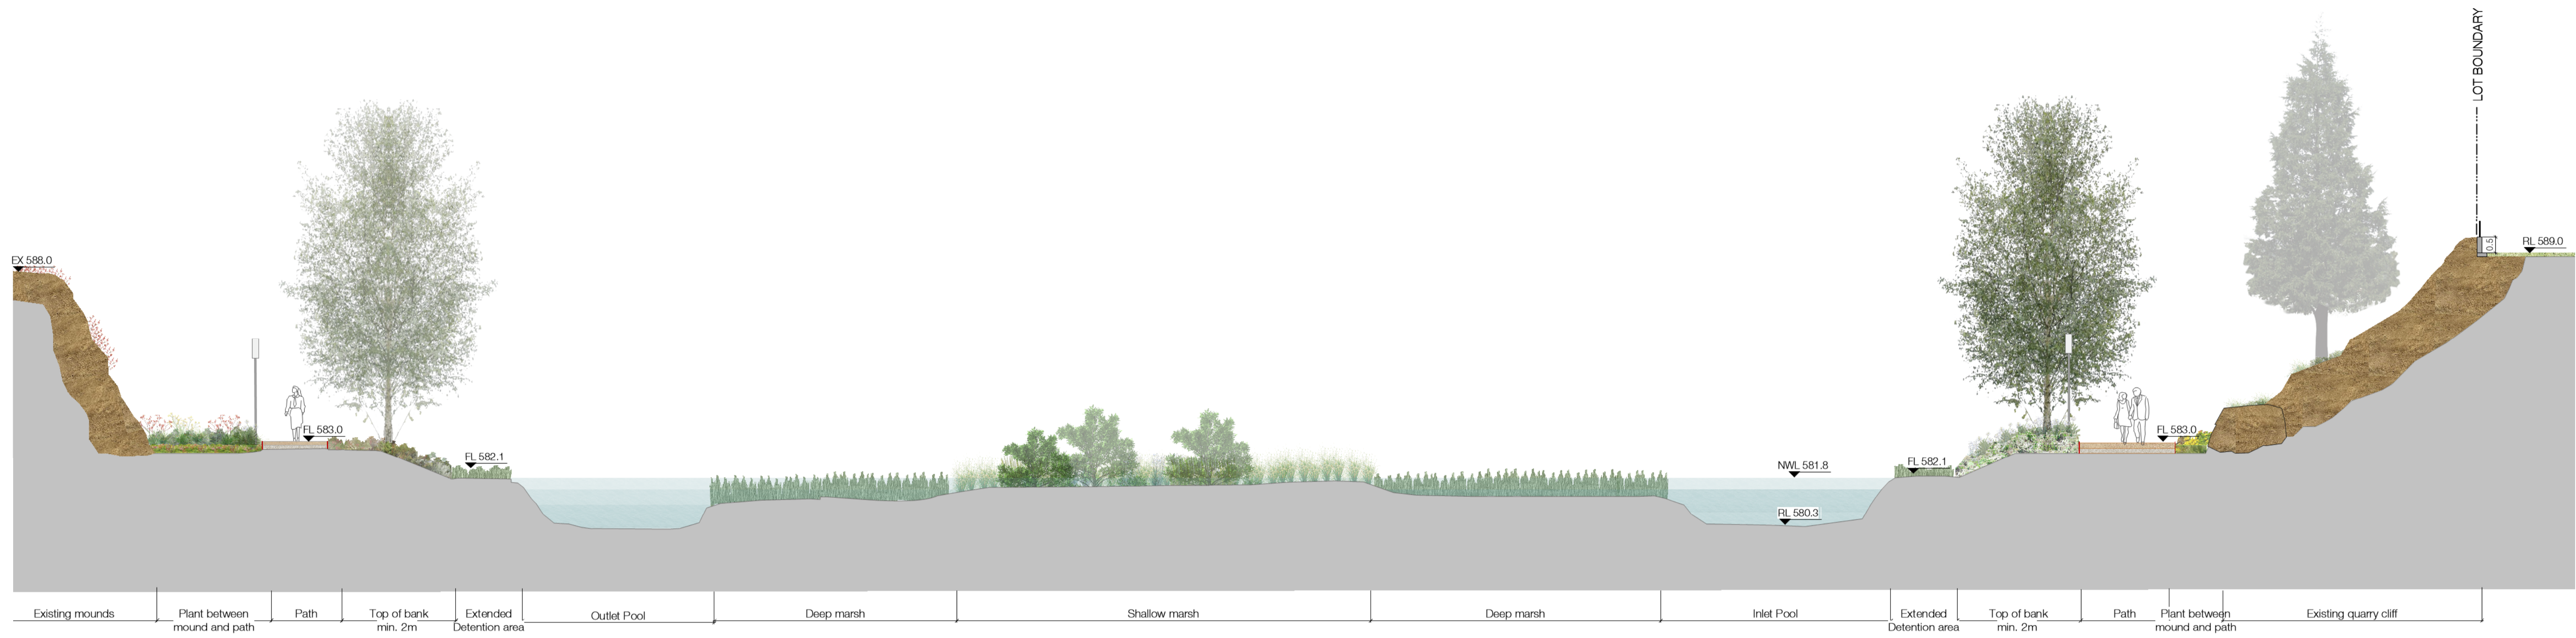 LOT BOUNDARY
EX 588.0
0.5
RL 589.0
FL 583.0
FL 583.0
FL 582.1
NWL 581.8
FL 582.1
RL 580.3
Existing mounds
Plant between
mound and path
Path
Top of bank
min. 2m
Extended
Detention area
Outlet Pool
Deep marsh
Shallow marsh
Deep marsh
Inlet Pool
Extended
Detention area
Top of bank
min. 2m
Path
Plant between
mound and path
Existing quarry cliff